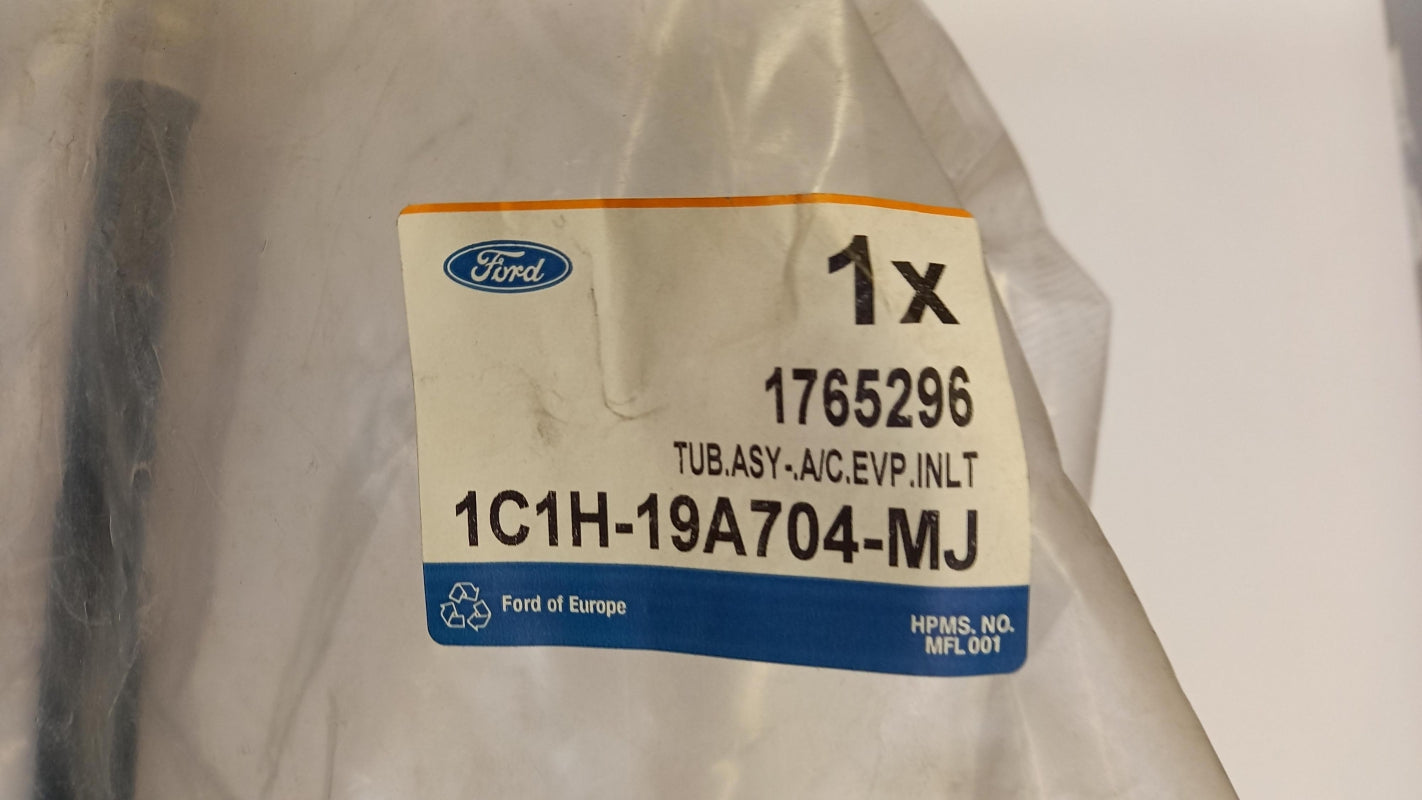 Ford
1x
1765296
TUB.ASY-.A/C.EVP.INLT
1C1H-19A704-MJ
Ford of Europe
HPMS. NO.
MFL 001